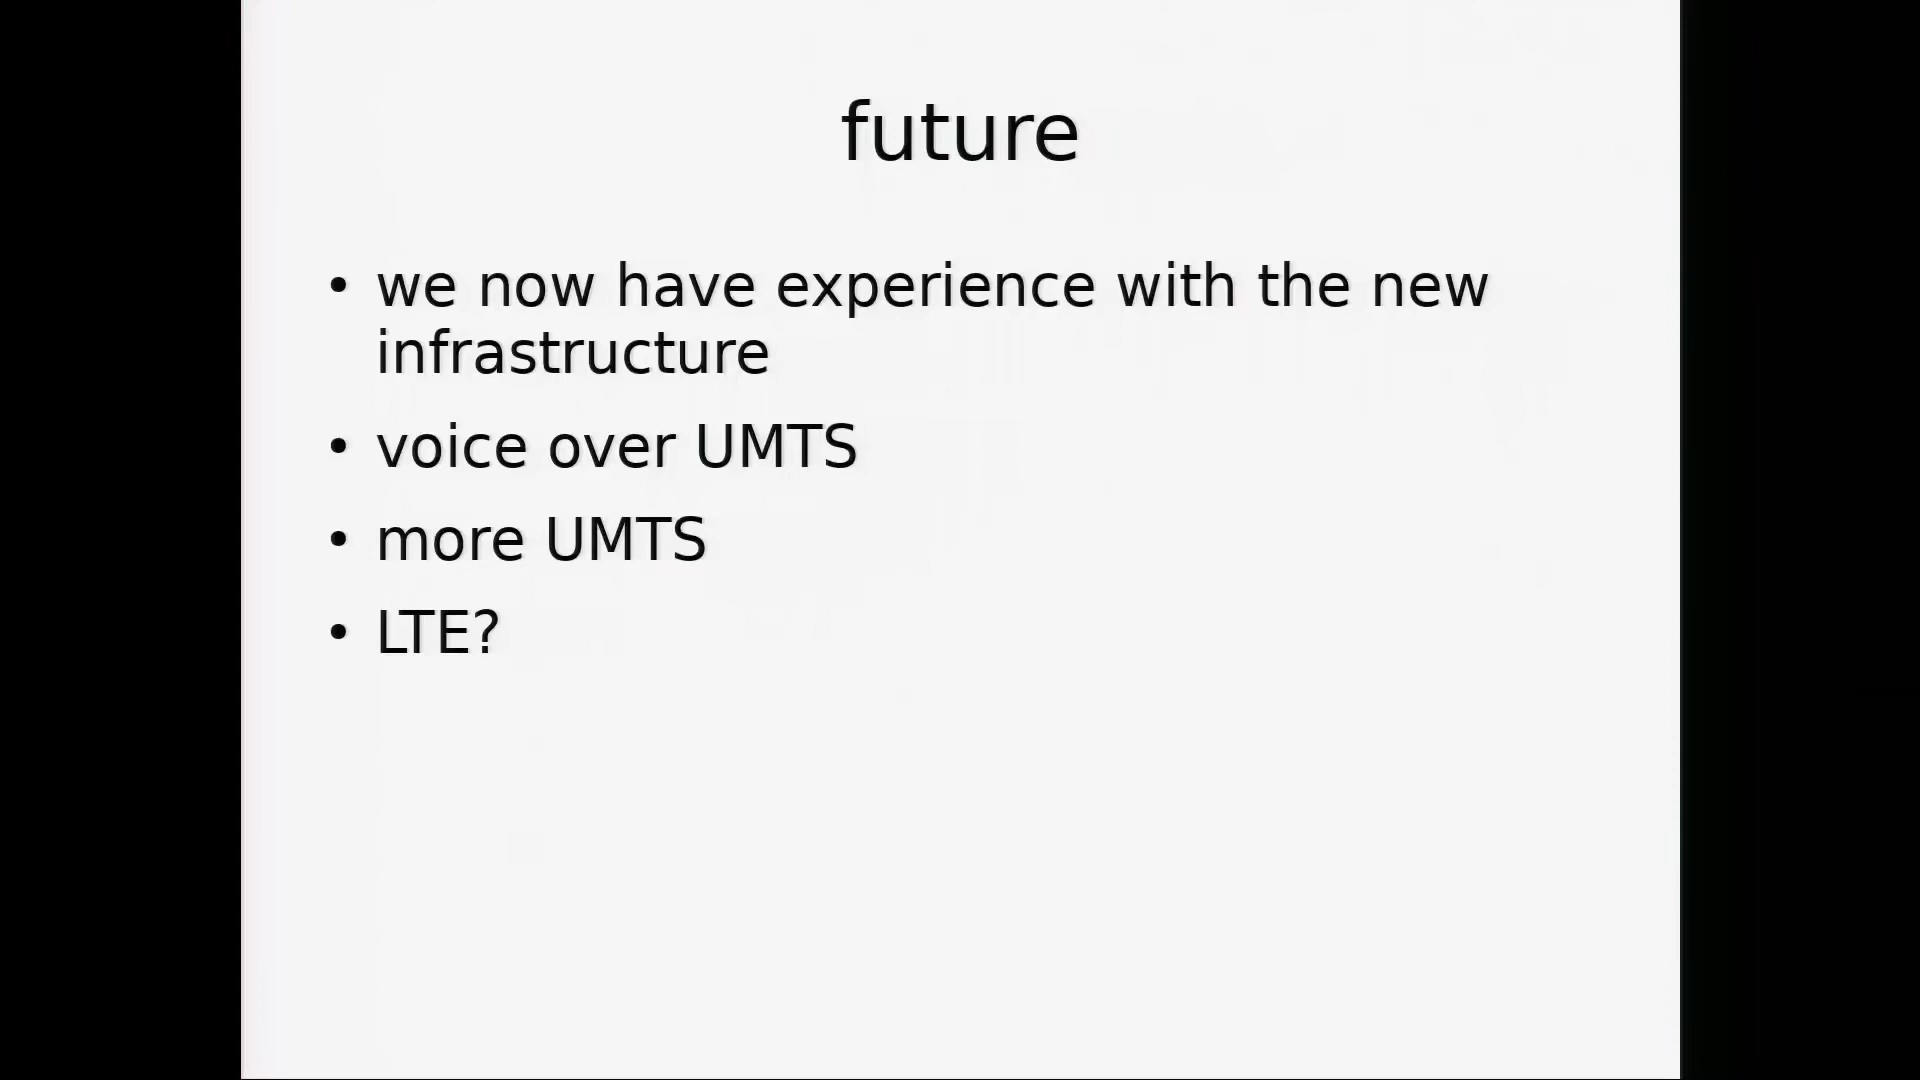 future
• we now have experience with the new
infrastructure
• voice over UMTS
• more UMTS
• LTE?